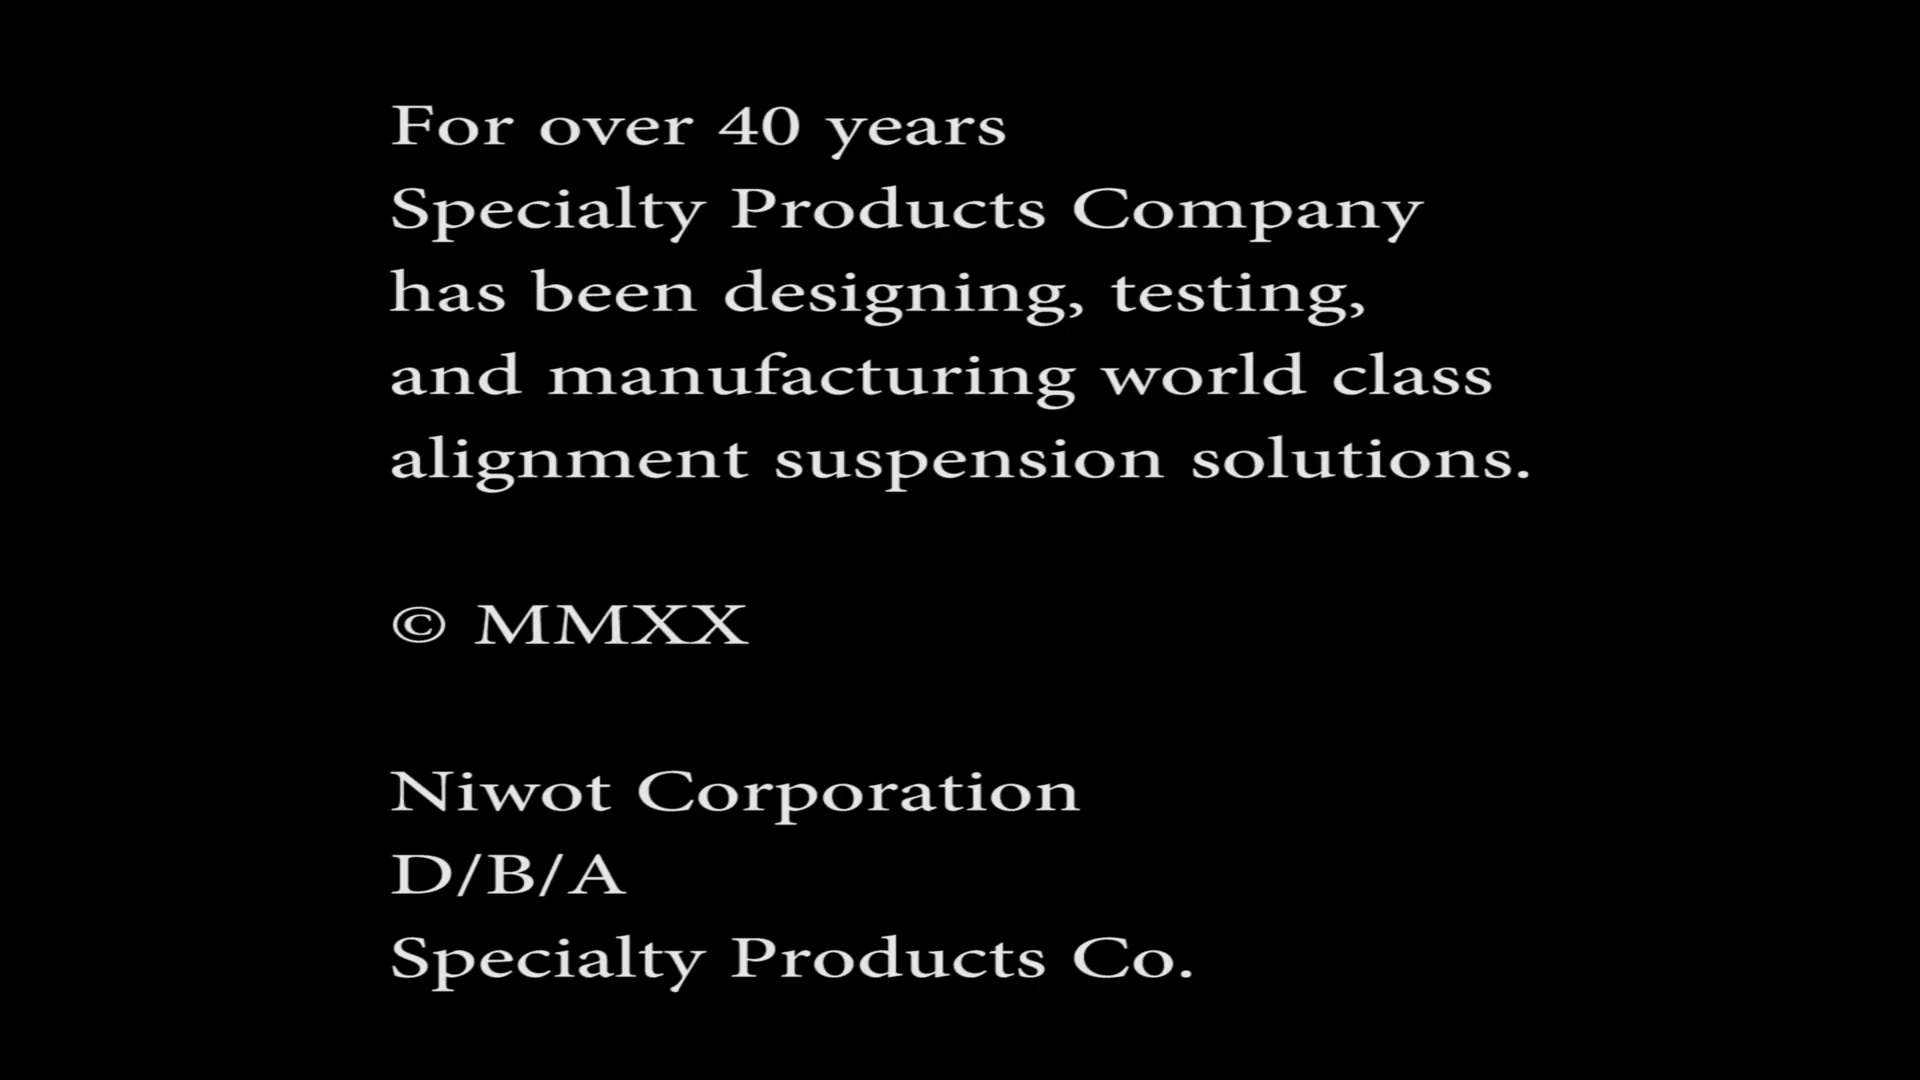 For over 40 years
Specialty Products Company
has been designing, testing,
and manufacturing world class
alignment suspension solutions.
© MMXX
Niwot Corporation
D/B/A
Specialty Products Co.